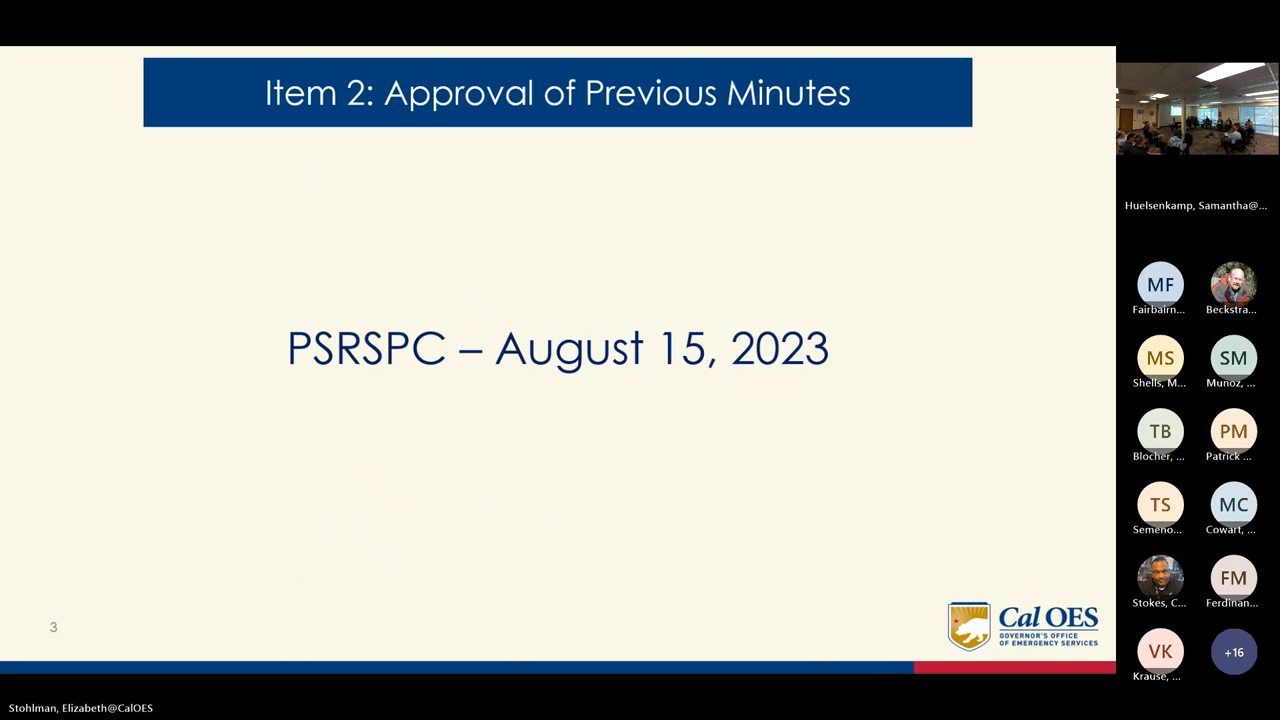 Item 2: Approval of Previous Minutes
PSRSPC – August 15, 2023
3
Cal OES
GOVERNOR'S OFFICE
OF EMERGENCY SERVICES
Huelsenkamp, Samantha@...
MF
Fairbairn...
Beckstra...
MS
Shells, M...
SM
Munoz, ...
TB
Blocher, ...
PM
Patrick ...
TS
Semeno...
MC
Cowart, ...
Stokes, C...
FM
Ferdinan...
VK
Krause, ...
+16
Stohlman, Elizabeth@CalOES